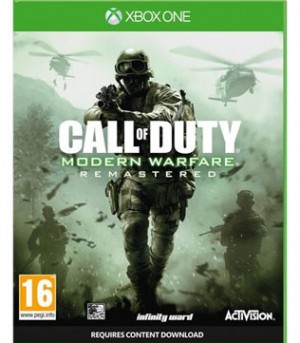 XBOX ONE
CALL OF DUTY
MODERN WARFARE
REMASTERED
16
www.pegi.info
infinity ward
ACTIVISION
REQUIRES CONTENT DOWNLOAD